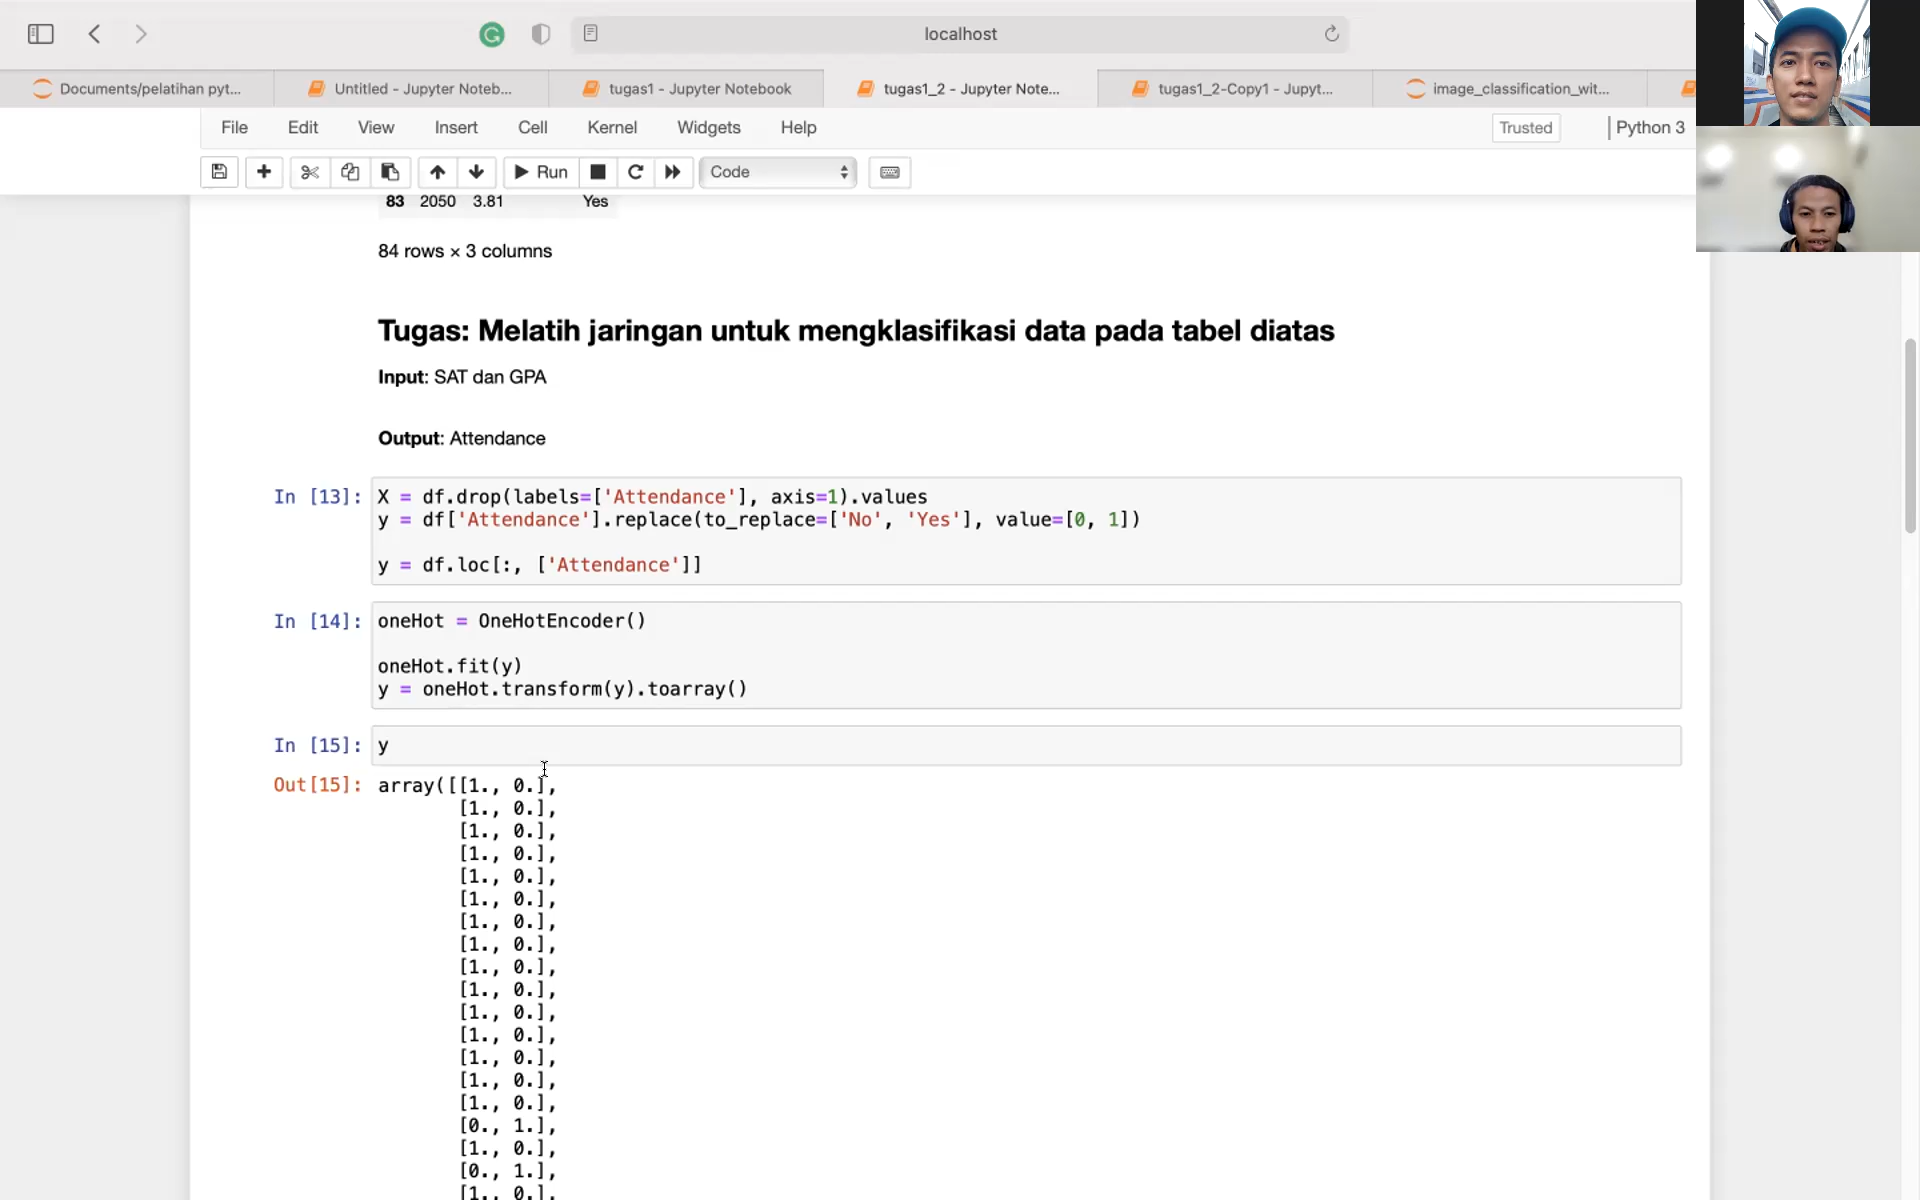 localhost
Documents/pelatihan pyt...
Untitled - Jupyter Noteb...
tugas1 - Jupyter Notebook
tugas1_2 - Jupyter Note...
tugas1_2-Copy1 - Jupyt...
image_classification_wit...
File Edit View Insert Cell Kernel Widgets Help Trusted Python 3
Run Code
83 2050 3.81 Yes
84 rows × 3 columns
Tugas: Melatih jaringan untuk mengklasifikasi data pada tabel diatas
Input: SAT dan GPA
Output: Attendance
In [13]: X = df.drop(labels=['Attendance'], axis=1).values
y = df['Attendance'].replace(to_replace=['No', 'Yes'], value=[0, 1])
y = df.loc[:, ['Attendance']]
In [14]: oneHot = OneHotEncoder()
oneHot.fit(y)
y = oneHot.transform(y).toarray()
In [15]: y
Out[15]: array([[1., 0.],
[1., 0.],
[1., 0.],
[1., 0.],
[1., 0.],
[1., 0.],
[1., 0.],
[1., 0.],
[1., 0.],
[1., 0.],
[1., 0.],
[1., 0.],
[1., 0.],
[1., 0.],
[1., 0.],
[0., 1.],
[1., 0.],
[0., 1.],
[1., 0.],